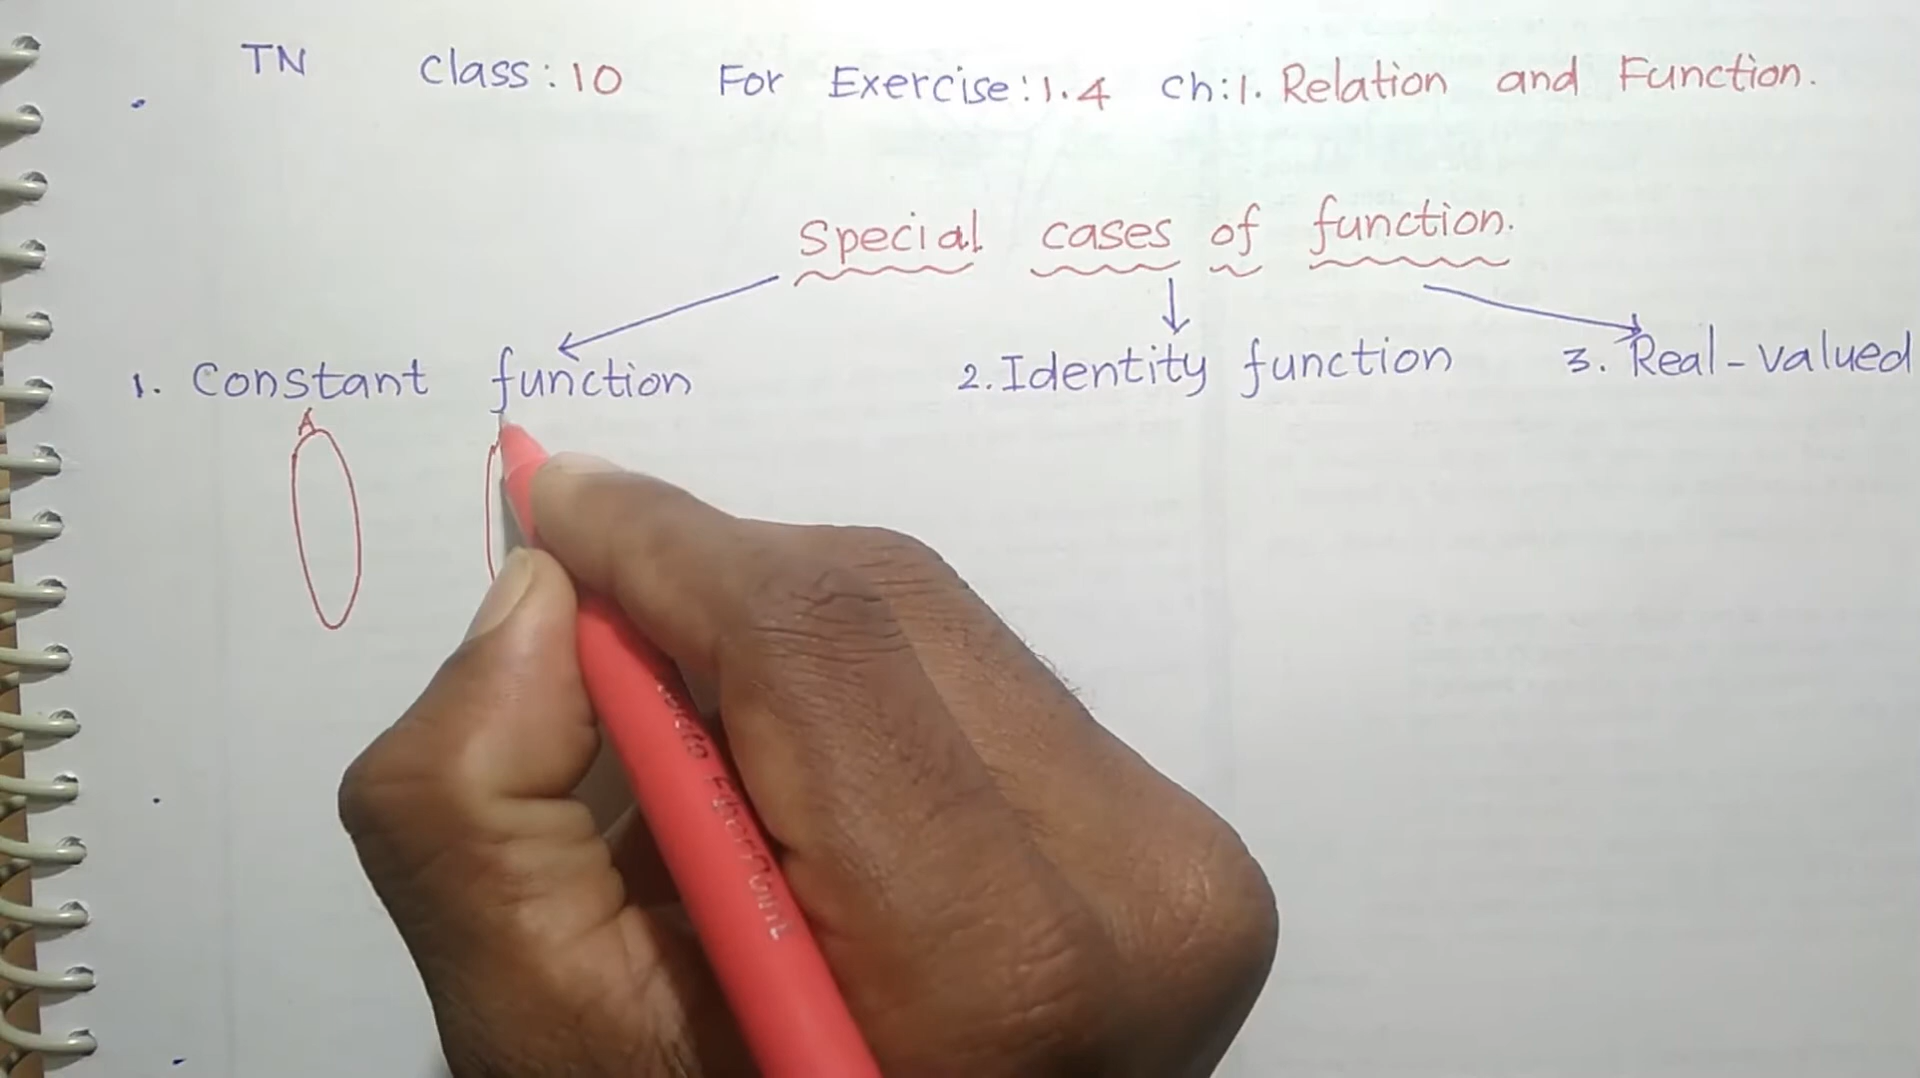 TN Class: 10 For Exercise: 1.4 Ch: 1. Relation and Function.
Special cases of function.
1. Constant function 2. Identity function 3. Real-valued
A